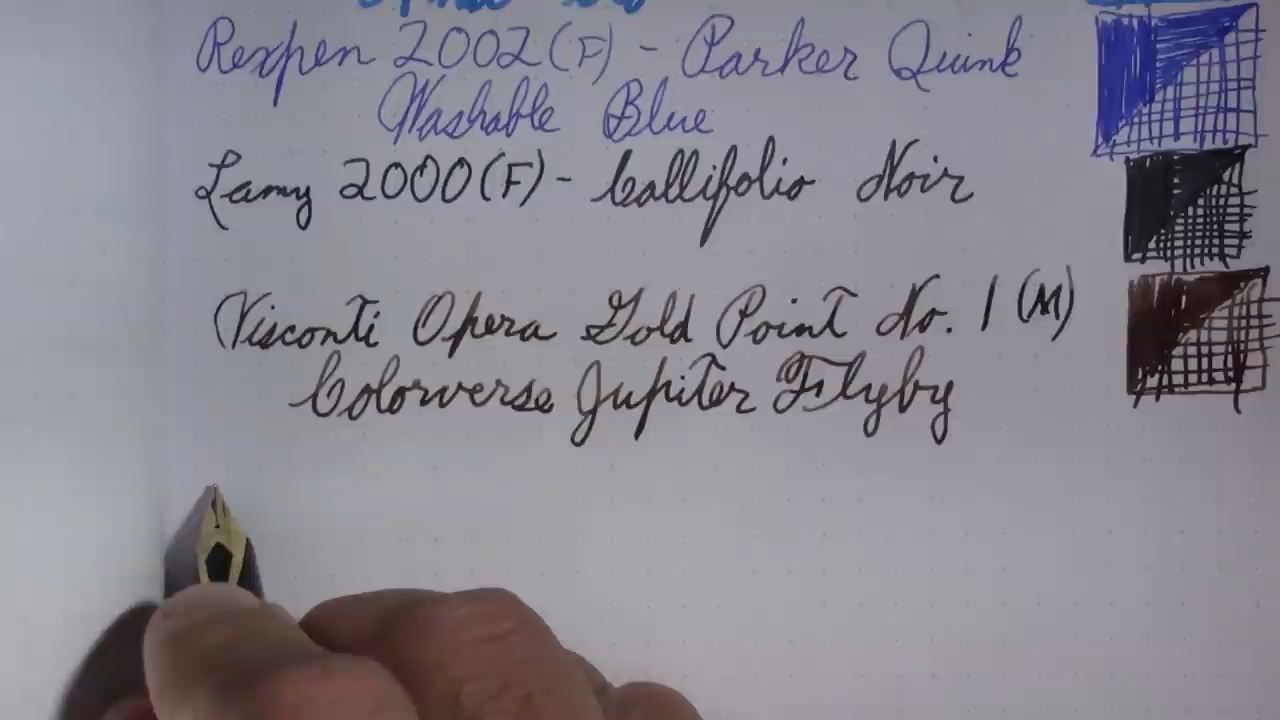 Rexpen 2002 (F) - Parker Quink
Washable Blue
Lamy 2000 (F) - Callifolio Noir
Visconti Opera Gold Point No. 1 (M)
Colorverse Jupiter Flyby